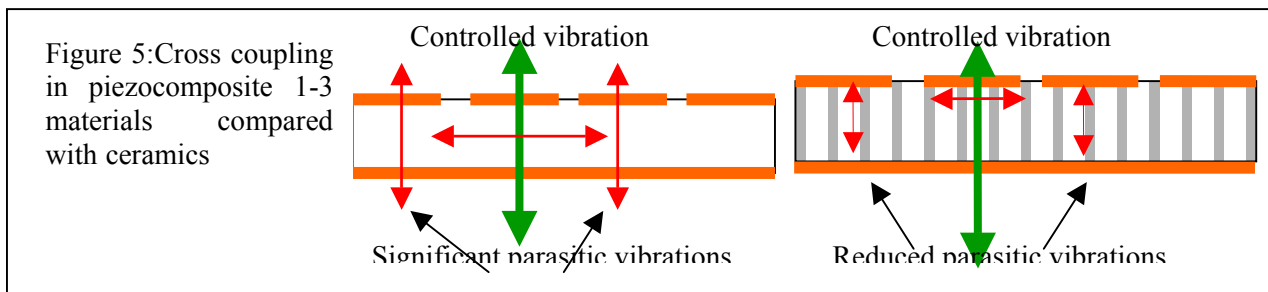 Figure 5:Cross coupling
in piezocomposite 1-3
materials compared
with ceramics
Controlled vibration
Significant parasitic vibrations
Controlled vibration
Reduced parasitic vibrations